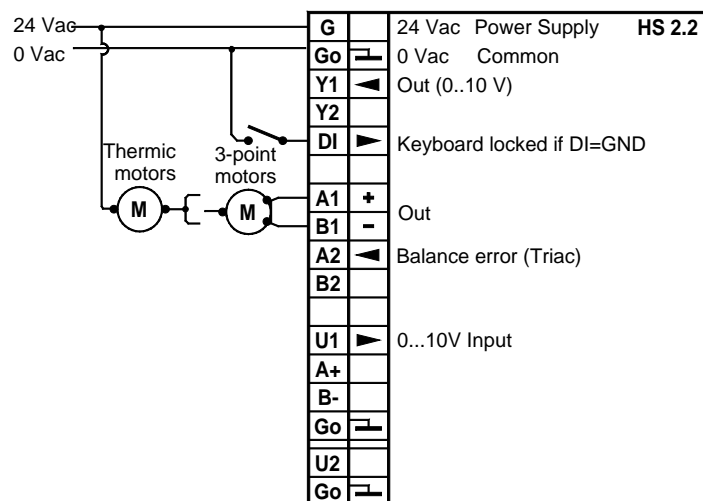 24 Vac G 24 Vac Power Supply HS 2.2
0 Vac Go 0 Vac Common
Y1 Out (0..10 V)
Y2
DI Keyboard locked if DI=GND
Thermic motors
3-point motors
M M
A1 + Out
B1 -
A2 Balance error (Triac)
B2
U1 0...10V Input
A+
B-
Go
U2
Go